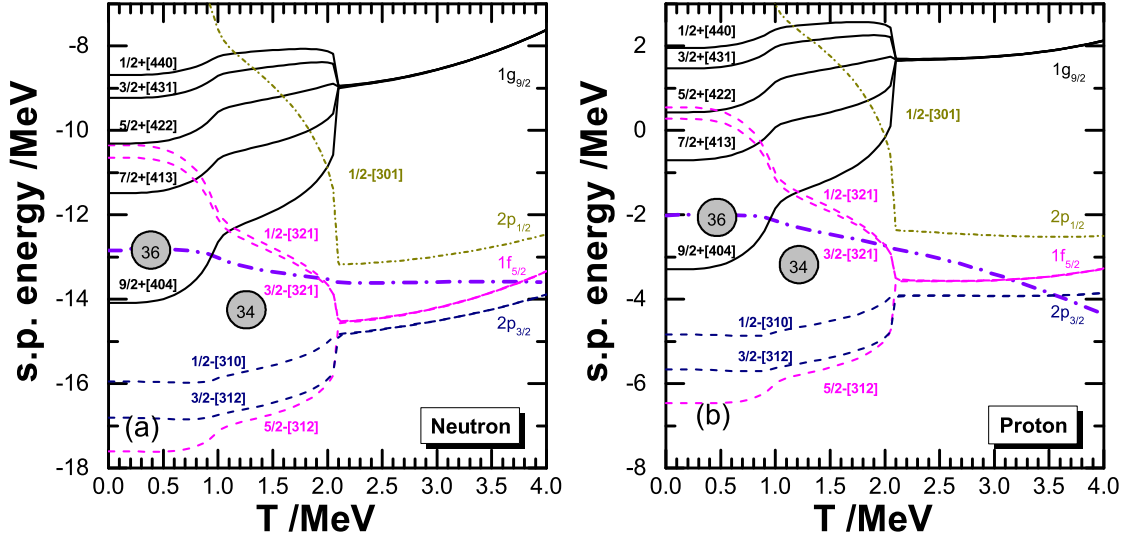 s.p. energy /MeV
-8
-10
-12
-14
-16
-18
1/2+[440]
3/2+[431]
5/2+[422]
7/2+[413]
9/2+[404]
36
34
1/2-[301]
1/2-[321]
3/2-[321]
1/2-[310]
3/2-[312]
5/2-[312]
1g9/2
2p1/2
1f5/2
2p3/2
(a)
Neutron
0.0 0.5 1.0 1.5 2.0 2.5 3.0 3.5 4.0
T /MeV
s.p. energy /MeV
2
0
-2
-4
-6
-8
1/2+[440]
3/2+[431]
5/2+[422]
7/2+[413]
9/2+[404]
36
34
1/2-[301]
1/2-[321]
3/2-[321]
1/2-[310]
3/2-[312]
5/2-[312]
1g9/2
2p1/2
1f5/2
2p3/2
(b)
Proton
0.0 0.5 1.0 1.5 2.0 2.5 3.0 3.5 4.0
T /MeV